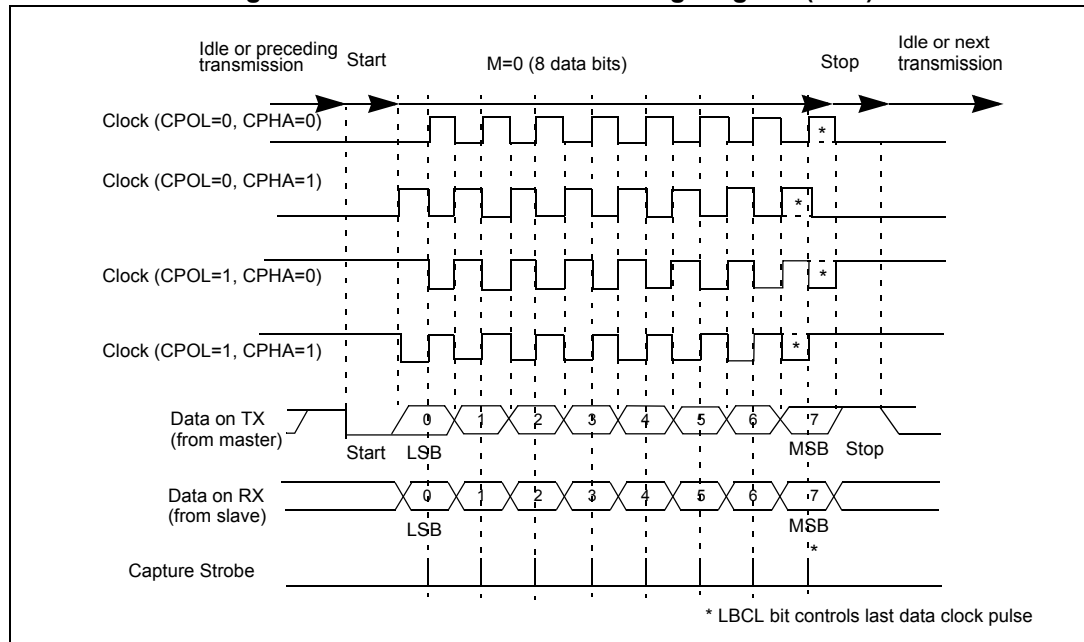 Idle or preceding
transmission
Start
M=0 (8 data bits)
Stop
Idle or next
transmission
Clock (CPOL=0, CPHA=0)
*
Clock (CPOL=0, CPHA=1)
*
Clock (CPOL=1, CPHA=0)
*
Clock (CPOL=1, CPHA=1)
*
Data on TX
(from master)
0 1 2 3 4 5 6 7
Start LSB MSB Stop
Data on RX
(from slave)
0 1 2 3 4 5 6 7
LSB MSB
*
Capture Strobe
* LBCL bit controls last data clock pulse